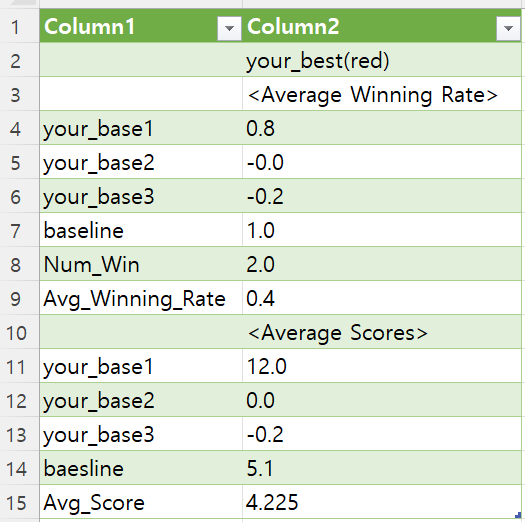 1 Column1 Column2
2 your_best(red)
3 <Average Winning Rate>
4 your_base1 0.8
5 your_base2 -0.0
6 your_base3 -0.2
7 baseline 1.0
8 Num_Win 2.0
9 Avg_Winning_Rate 0.4
10 <Average Scores>
11 your_base1 12.0
12 your_base2 0.0
13 your_base3 -0.2
14 baesline 5.1
15 Avg_Score 4.225